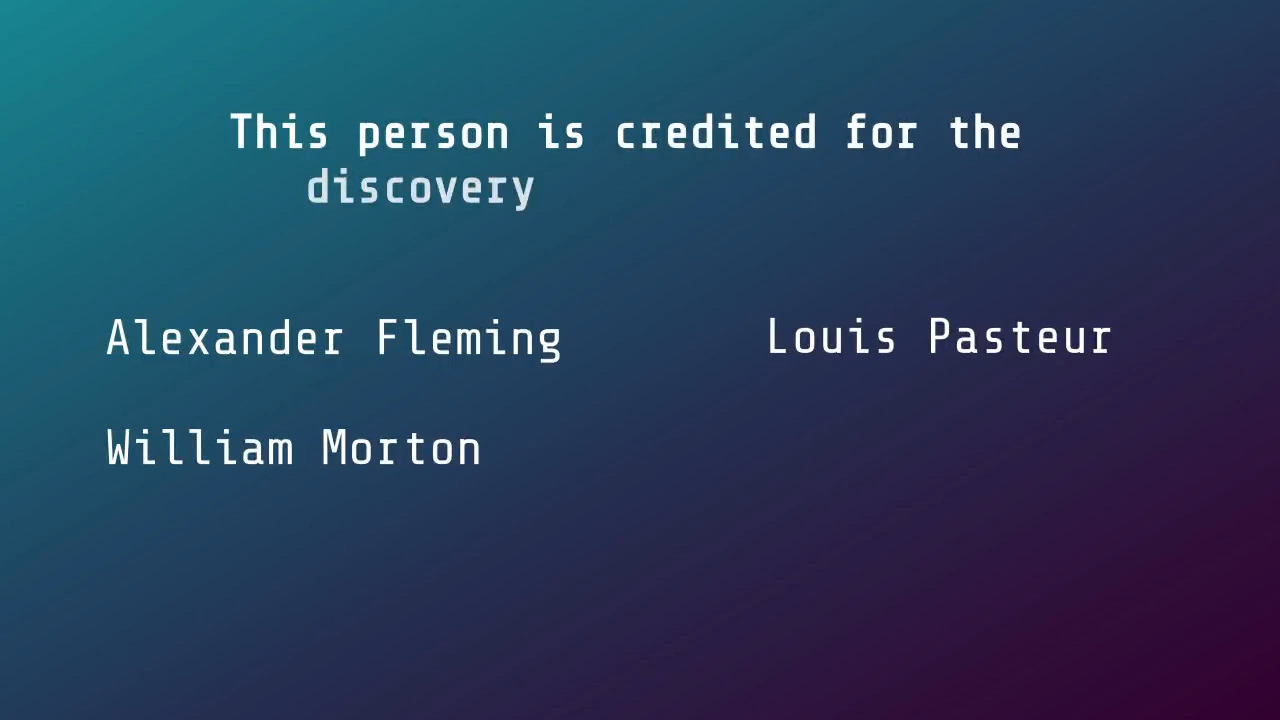 This person is credited for the
discovery
Alexander Fleming
Louis Pasteur
William Morton